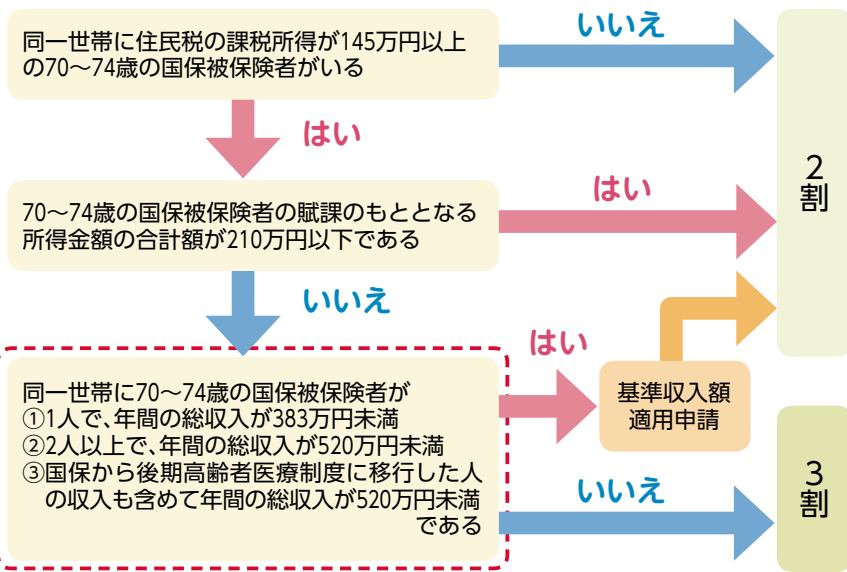 同一世帯に住民税の課税所得が145万円以上
の70～74歳の国保被保険者がいる
いいえ
はい
70～74歳の国保被保険者の賦課のもととなる
所得金額の合計額が210万円以下である
はい
2割
いいえ
同一世帯に70～74歳の国保被保険者が
①1人で、年間の総収入が383万円未満
②2人以上で、年間の総収入が520万円未満
③国保から後期高齢者医療制度に移行した人
の収入も含めて年間の総収入が520万円未満
である
はい
基準収入額
適用申請
いいえ
3割